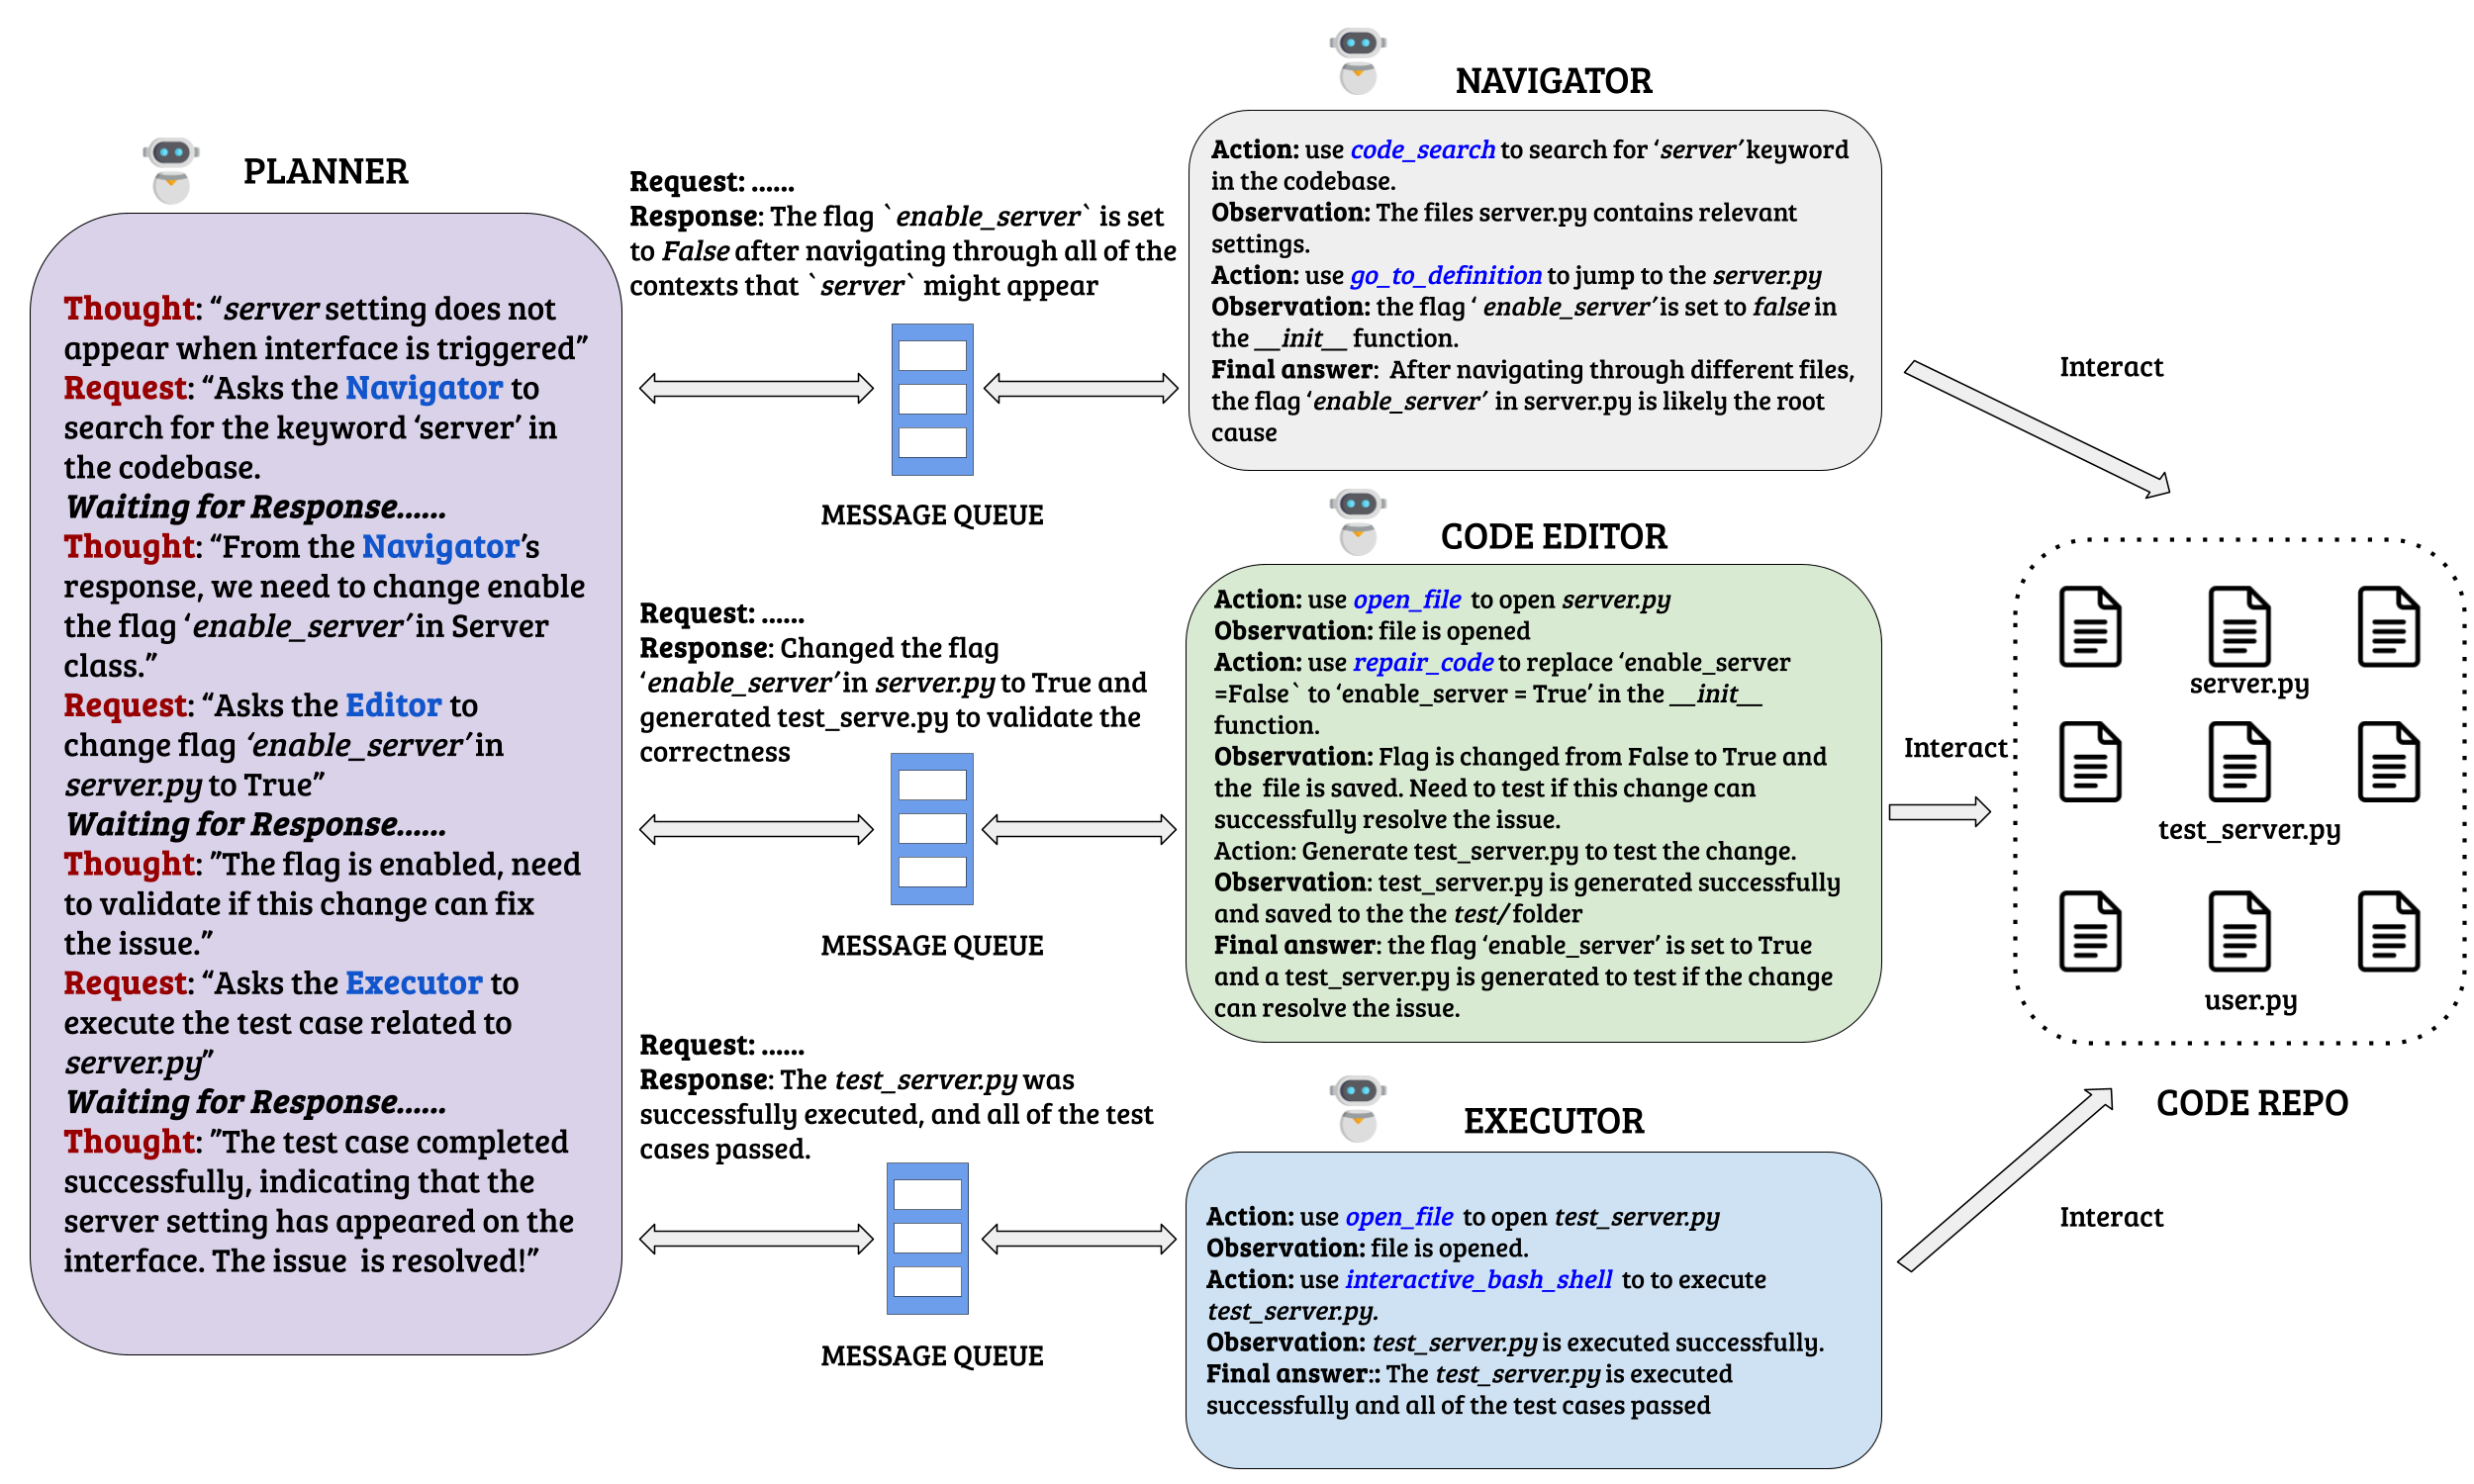 PLANNER
Thought: “server setting does not
appear when interface is triggered”
Request: “Asks the Navigator to
search for the keyword ‘server’ in
the codebase.
Waiting for Response......
Thought: “From the Navigator’s
response, we need to change enable
the flag ‘enable_server’ in Server
class.”
Request: “Asks the Editor to
change flag ‘enable_server’ in
server.py to True”
Waiting for Response......
Thought: ”The flag is enabled, need
to validate if this change can fix
the issue.”
Request: “Asks the Executor to
execute the test case related to
server.py”
Waiting for Response......
Thought: ”The test case completed
successfully, indicating that the
server setting has appeared on the
interface. The issue  is resolved!”
Request: ......
Response: The flag `enable_server` is set
to False after navigating through all of the
contexts that `server` might appear
MESSAGE QUEUE
Request: ......
Response: Changed the flag
‘enable_server’ in server.py to True and
generated test_serve.py to validate the
correctness
MESSAGE QUEUE
Request: ......
Response: The test_server.py was
successfully executed, and all of the test
cases passed.
MESSAGE QUEUE
NAVIGATOR
Action: use code_search to search for ‘server’ keyword
in the codebase.
Observation: The files server.py contains relevant
settings.
Action: use go_to_definition to jump to the server.py
Observation: the flag ‘ enable_server’ is set to false in
the __init__ function.
Final answer:  After navigating through different files,
the flag ‘enable_server’  in server.py is likely the root
cause
CODE EDITOR
Action: use open_file  to open server.py
Observation: file is opened
Action: use repair_code to replace ‘enable_server
=False` to ‘enable_server = True’ in the __init__
function.
Observation: Flag is changed from False to True and
the  file is saved. Need to test if this change can
successfully resolve the issue.
Action: Generate test_server.py to test the change.
Observation: test_server.py is generated successfully
and saved to the the test/ folder
Final answer: the flag ‘enable_server’ is set to True
and a test_server.py is generated to test if the change
can resolve the issue.
EXECUTOR
Action: use open_file  to open test_server.py
Observation: file is opened.
Action: use interactive_bash_shell  to to execute
test_server.py.
Observation: test_server.py is executed successfully.
Final answer:: The test_server.py is executed
successfully and all of the test cases passed
Interact
Interact
Interact
server.py
test_server.py
user.py
CODE REPO